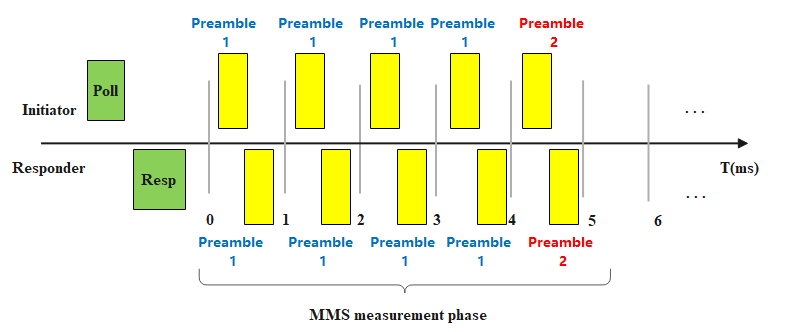 Preamble Preamble Preamble Preamble Preamble
1 1 1 1 2
Poll
Initiator
...
Responder
T(ms)
Resp
...
0 1 2 3 4 5 6
Preamble Preamble Preamble Preamble Preamble
1 1 1 1 2
MMS measurement phase